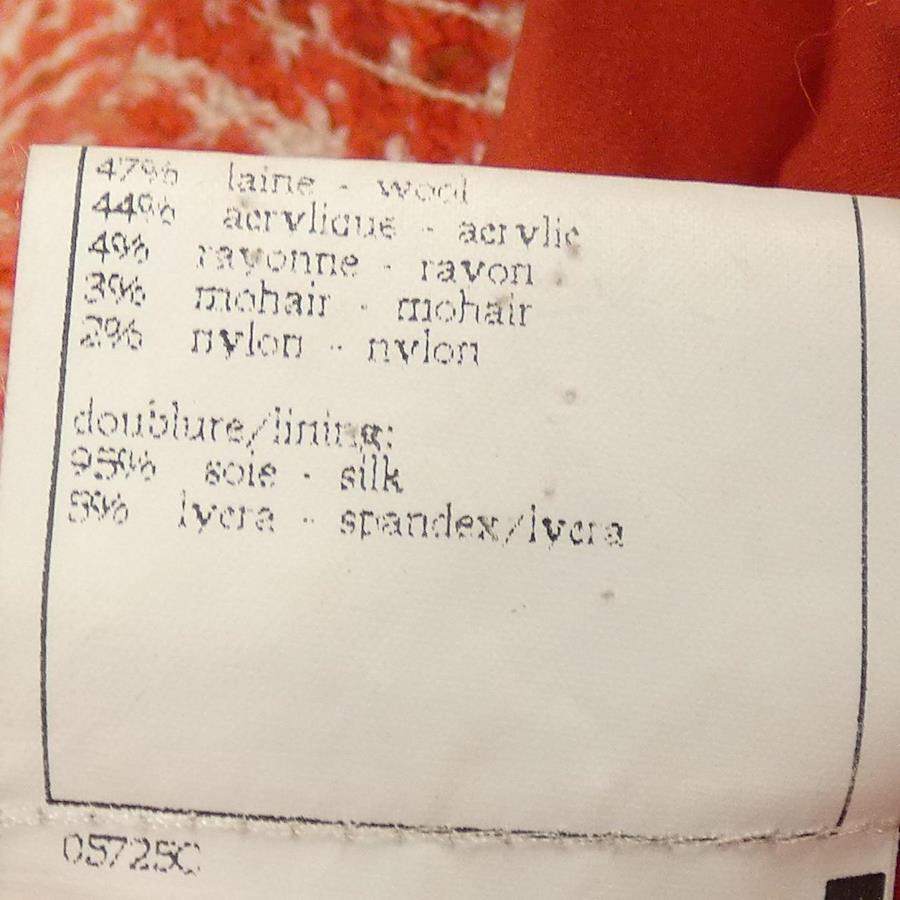 47% laine - wool
44% acrylique - acrylic
4% rayonne - rayon
3% mohair - mohair
2% nylon - nylon
doublure/lining:
95% soie - silk
5% lycra - spandex/lycra
05725C